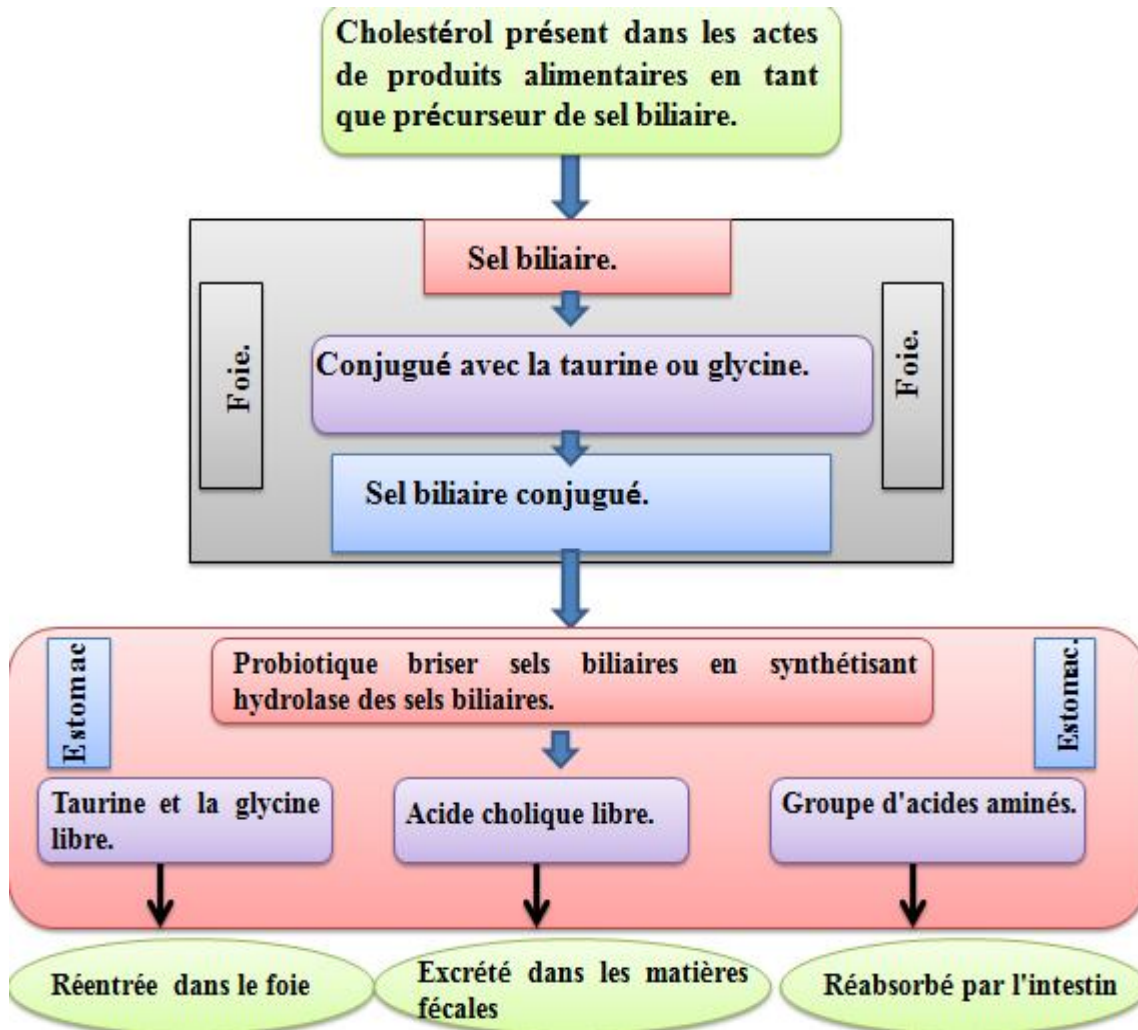 Cholestérol présent dans les actes
de produits alimentaires en tant
que précurseur de sel biliaire.
Sel biliaire.
Foie.
Conjugué avec la taurine ou glycine.
Foie.
Sel biliaire conjugué.
Estomac
Probiotique briser sels biliaires en synthétisant
hydrolase des sels biliaires.
Estomac.
Taurine et la glycine
libre.
Acide cholique libre.
Groupe d'acides aminés.
Réentrée dans le foie
Excrété dans les matières
fécales
Réabsorbé par l'intestin